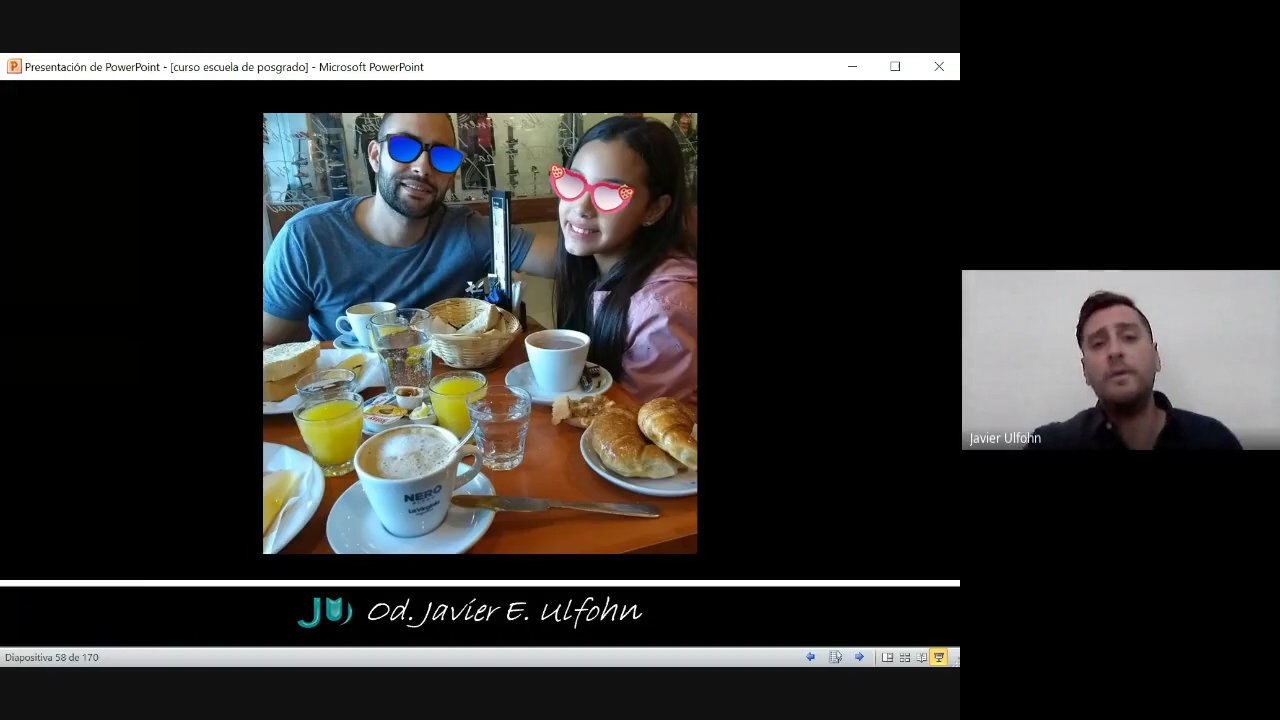 Presentación de PowerPoint - [curso escuela de posgrado] - Microsoft PowerPoint
NERO
Javier Ulfohn
JU Od. Javier E. Ulfohn
Diapositiva 58 de 170